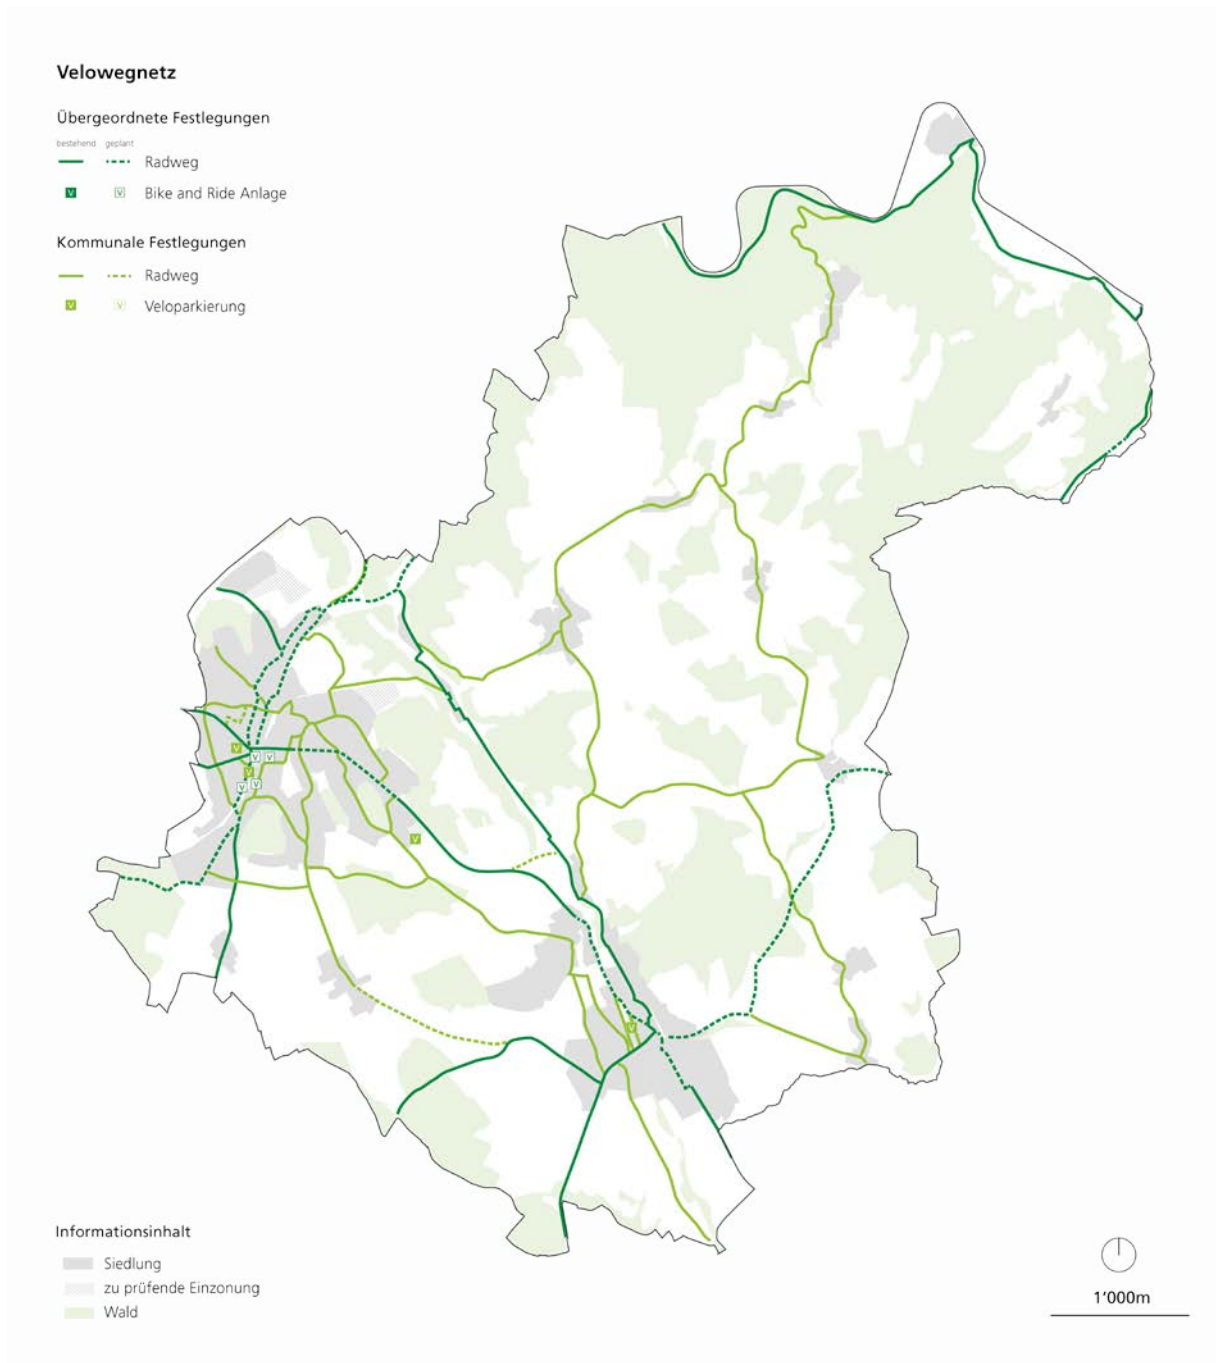 Velowegnetz
Übergeordnete Festlegungen
bestehend geplant
Radweg
V V Bike and Ride Anlage
Kommunale Festlegungen
Radweg
V V Veloparkierung
V
V V
V
V V
V
V
Informationsinhalt
Siedlung
zu prüfende Einzonung
Wald
1'000m